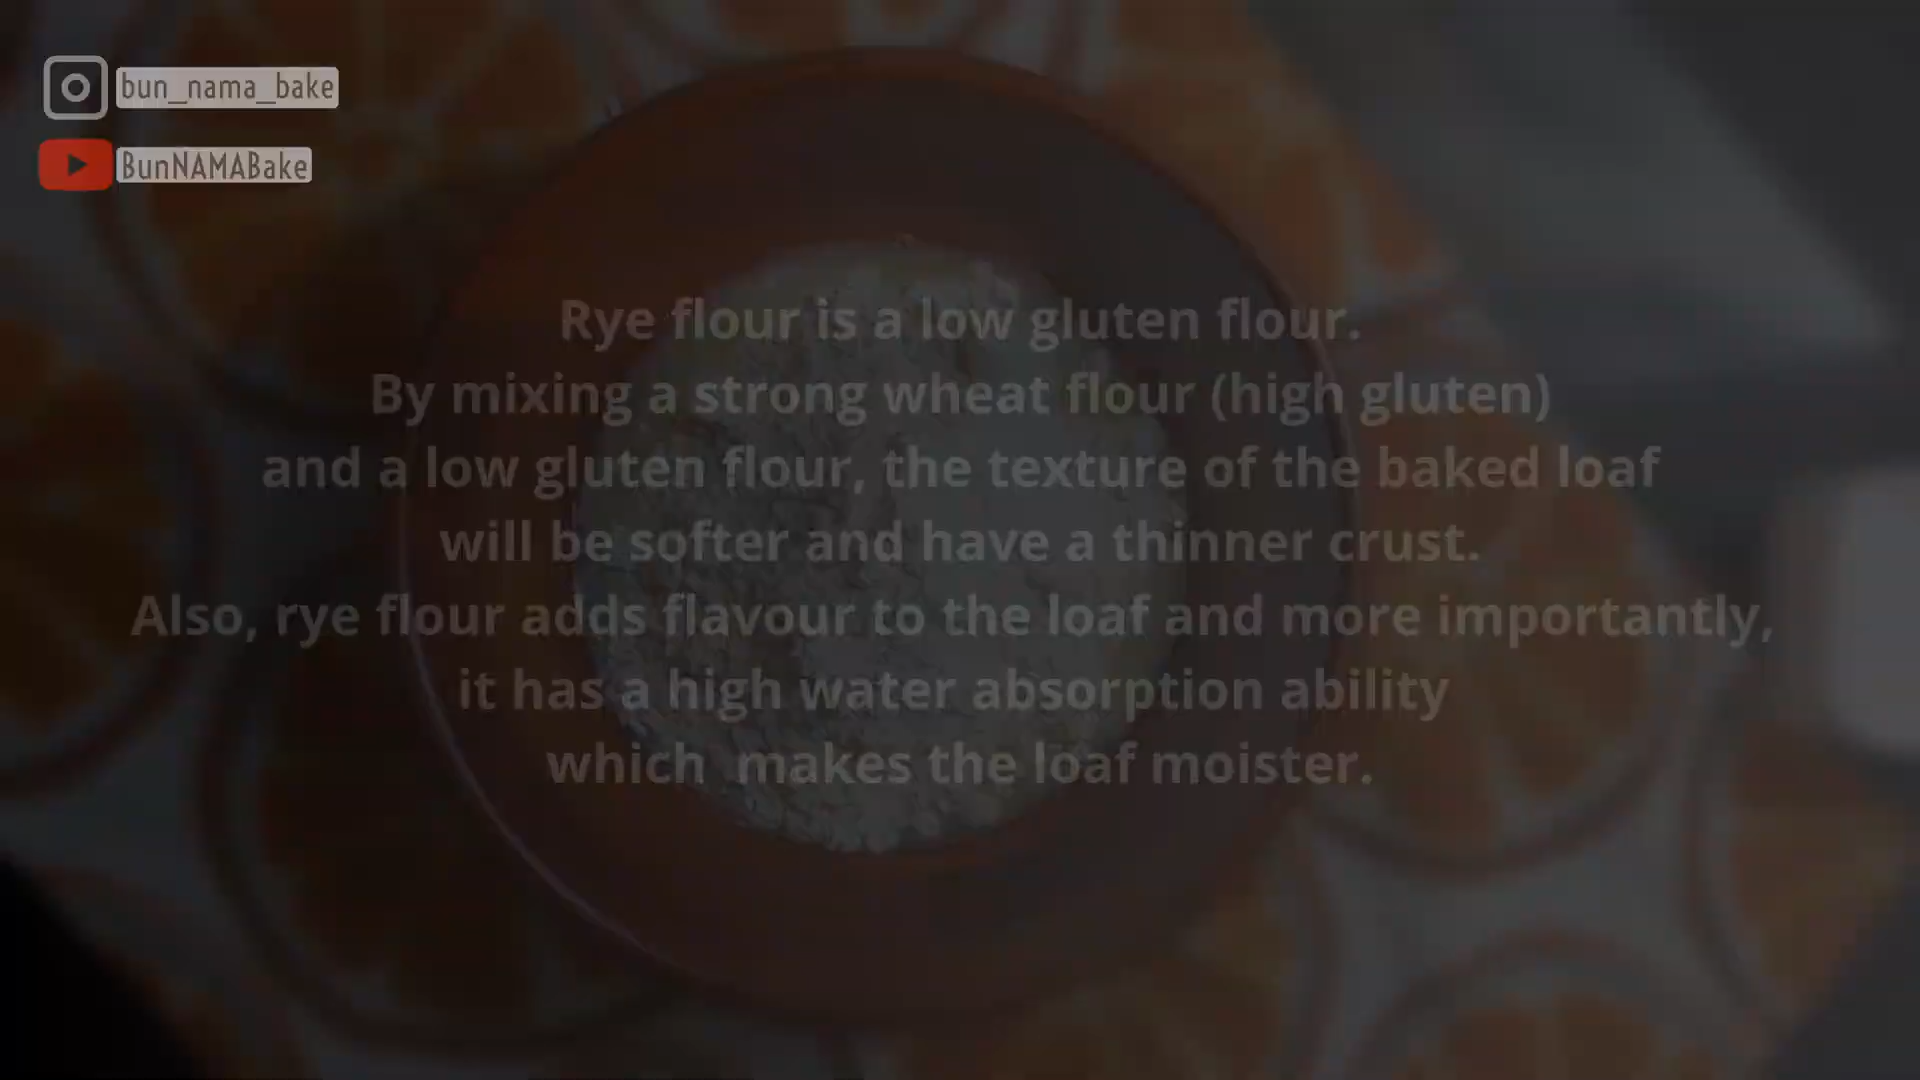 bun_nama_bake
BunNAMABake
Rye flour is a low gluten flour.
By mixing a strong wheat flour (high gluten)
and a low gluten flour, the texture of the baked loaf
will be softer and have a thinner crust.
Also, rye flour adds flavour to the loaf and more importantly,
it has a high water absorption ability
which  makes the loaf moister.